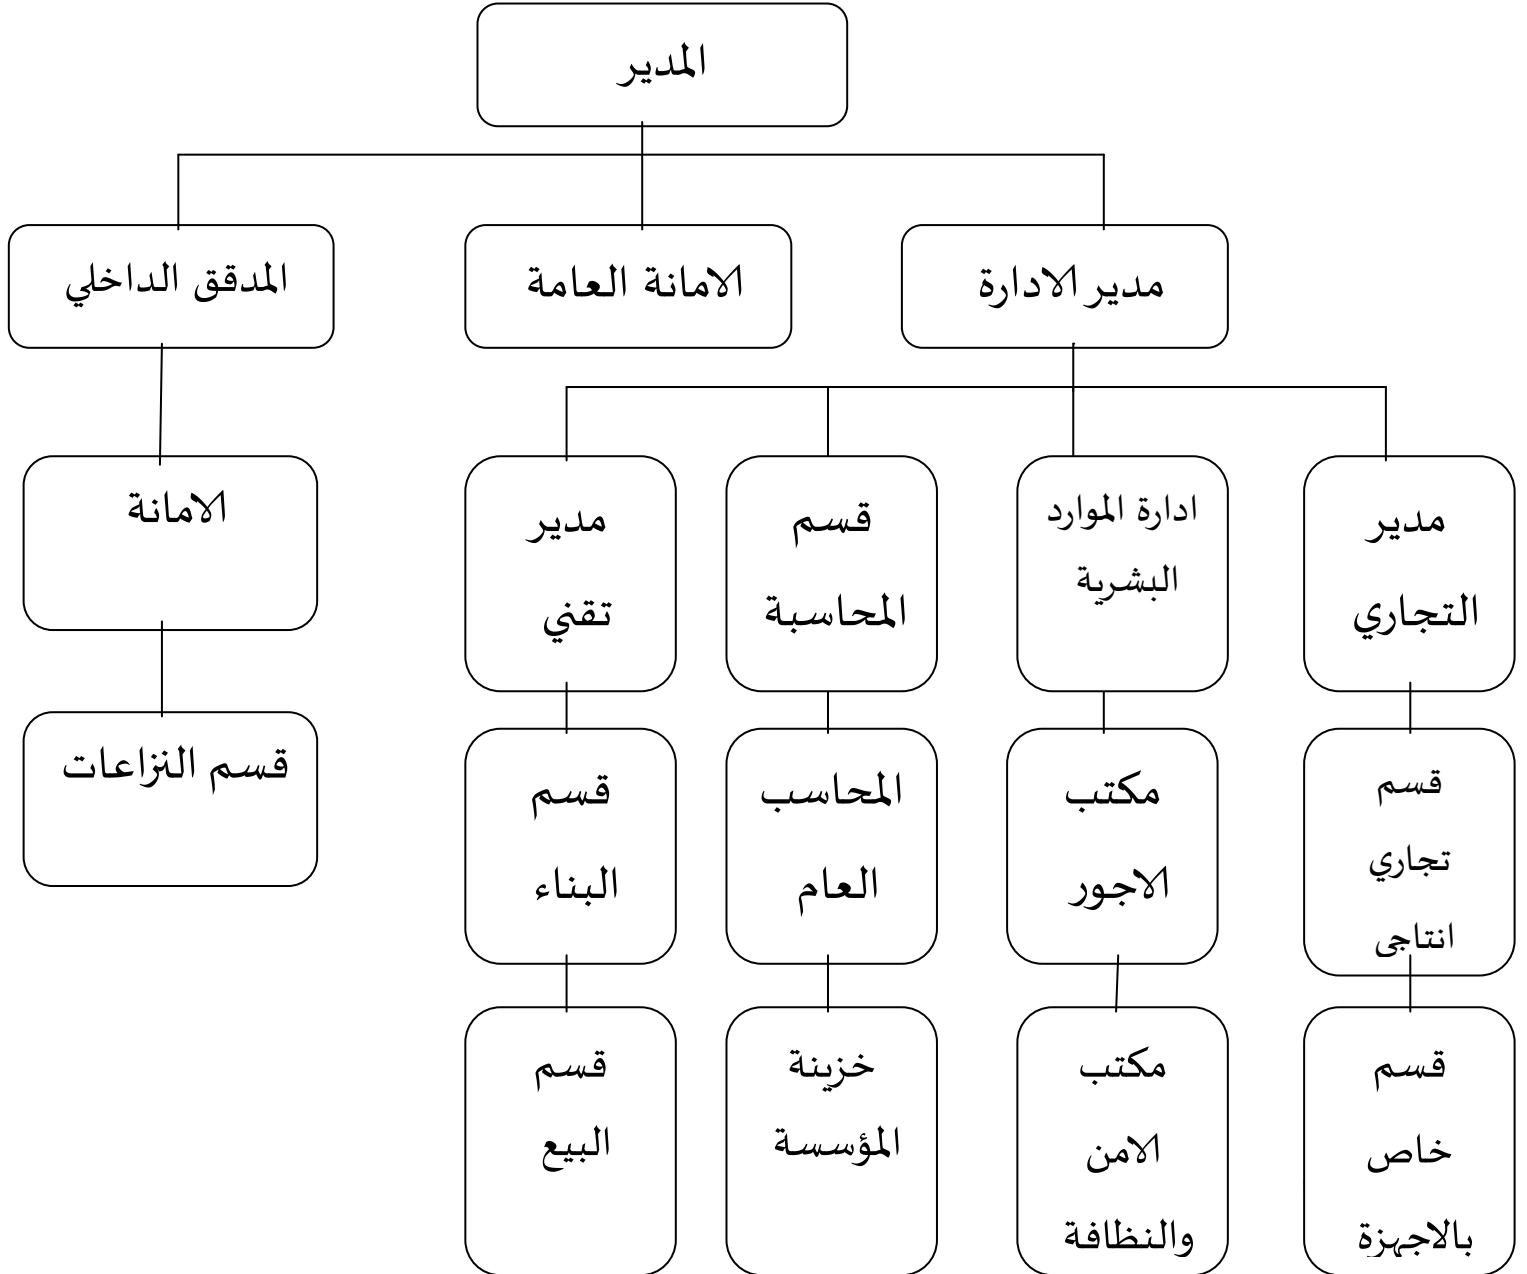 المدير
مدير الادارة
الامانة العامة
المدقق الداخلي
مدير
التجاري
ادارة الموارد
البشرية
قسم
المحاسبة
مدير
تقني
الامانة
قسم
تجاري
انتاجي
مكتب
الاجور
المحاسب
العام
قسم
البناء
قسم النزاعات
قسم
خاص
بالاجهزة
مكتب
الامن
والنظافة
خزينة
المؤسسة
قسم
البيع